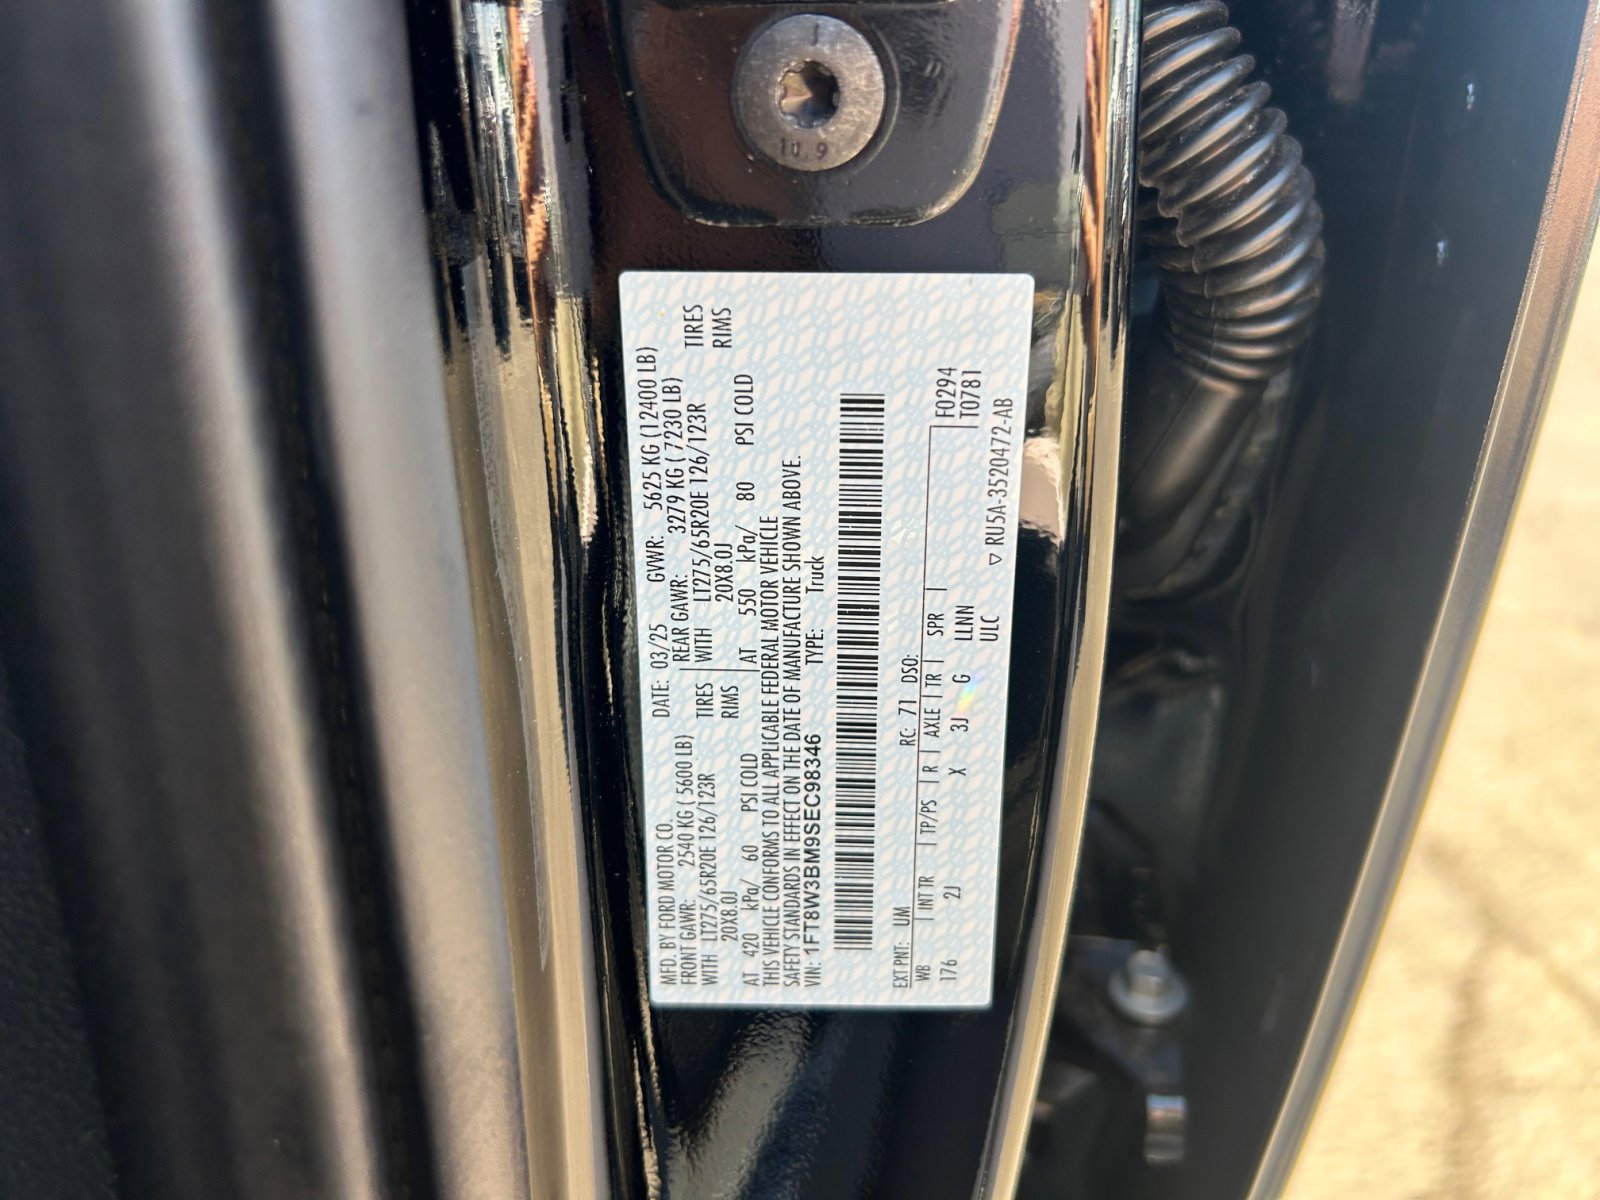 10.9
MFD. BY FORD MOTOR CO.
DATE: 03/25 GVWR: 5625 KG (12400 LB)
FRONT GAWR: 2540 KG ( 5600 LB) REAR GAWR: 3279 KG ( 7230 LB)
WITH LT275/65R20E 126/123R TIRES WITH LT275/65R20E 126/123R TIRES
20X8.0J RIMS 20X8.0J RIMS
AT 420 kPa/ 60 PSI COLD AT 550 kPa/ 80 PSI COLD
THIS VEHICLE CONFORMS TO ALL APPLICABLE FEDERAL MOTOR VEHICLE
SAFETY STANDARDS IN EFFECT ON THE DATE OF MANUFACTURE SHOWN ABOVE.
VIN: 1FT8W3BM9SEC98346 TYPE: Truck
EXT PNT: UM RC: 71 DSO:
WB INT TR TP/PS R AXLE TR SPR F0294
176 2J X 3J G LLNN T0781
ULC
▽ RU5A-3520472-AB